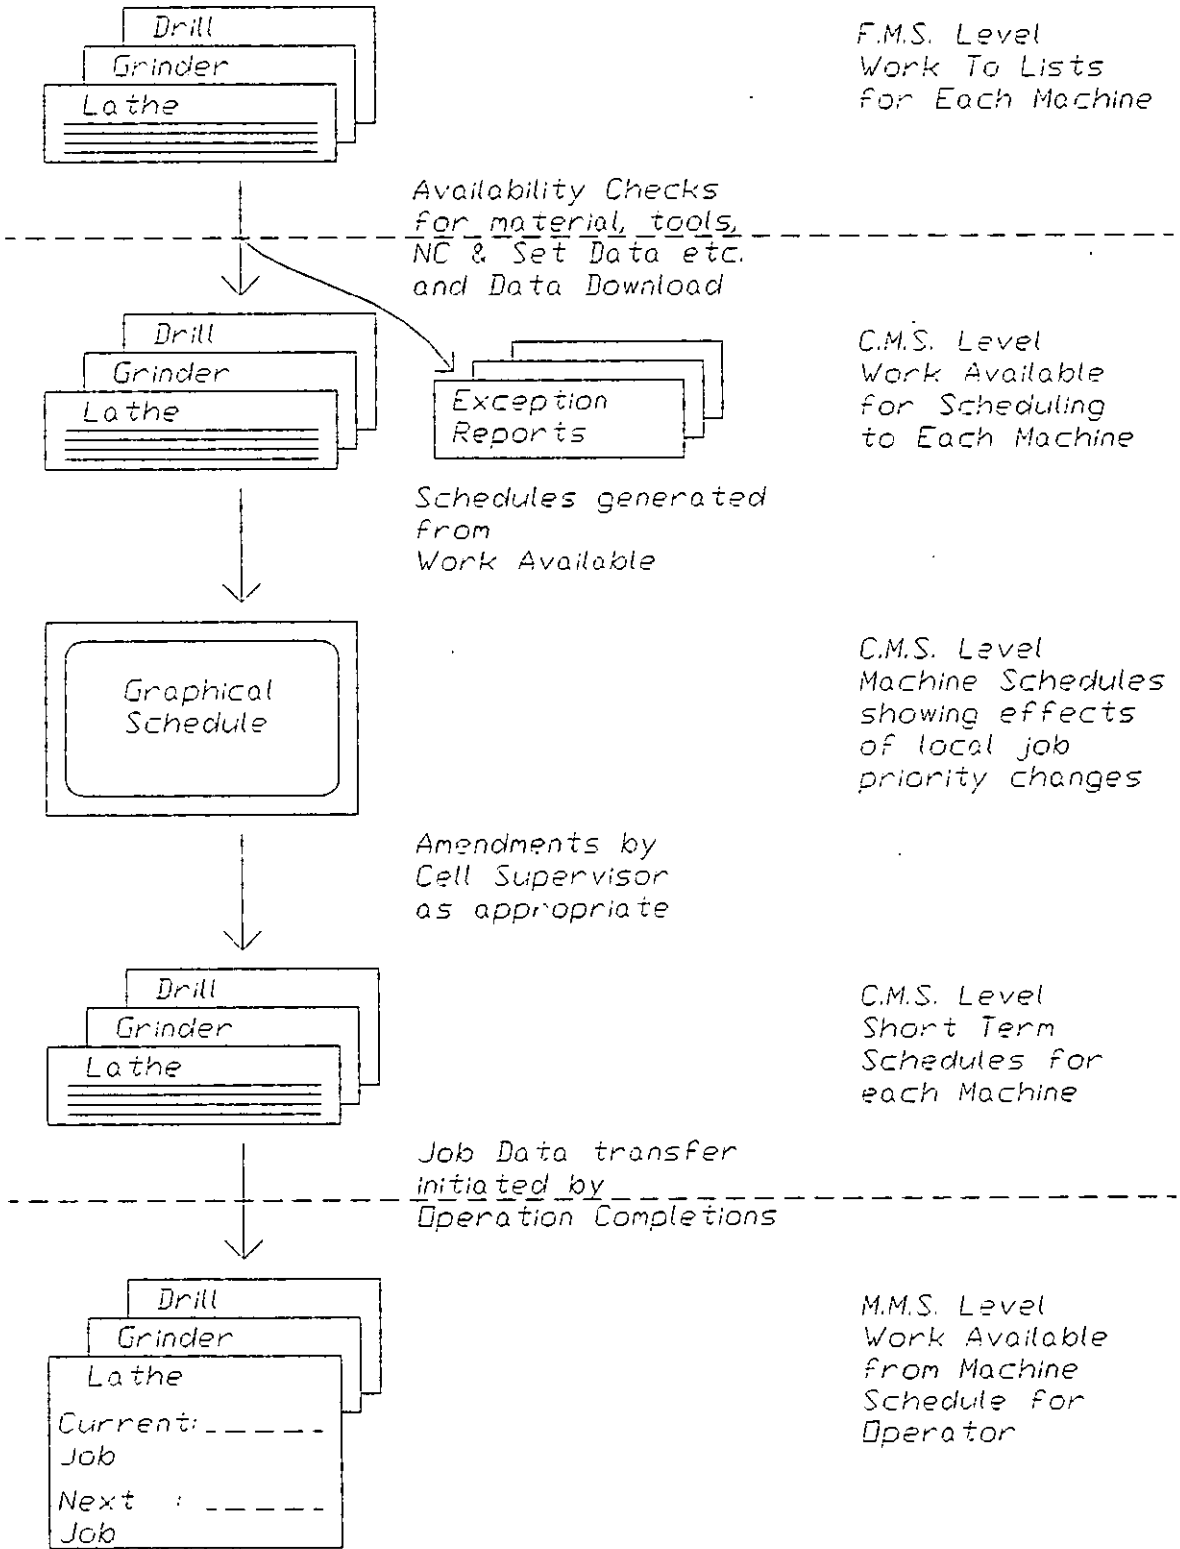 Drill
Grinder
Lathe
F.M.S. Level
Work To Lists
for Each Machine
Availability Checks
for material, tools,
NC & Set Data etc.
and Data Download
Drill
Grinder
Lathe
Exception
Reports
C.M.S. Level
Work Available
for Scheduling
to Each Machine
Schedules generated
from
Work Available
Graphical
Schedule
C.M.S. Level
Machine Schedules
showing effects
of local job
priority changes
Amendments by
Cell Supervisor
as appropriate
Drill
Grinder
Lathe
C.M.S. Level
Short Term
Schedules for
each Machine
Job Data transfer
initiated by
Operation Completions
Drill
Grinder
Lathe
Current: _ _ _ _ _
Job
Next : _ _ _ _ _
Job
M.M.S. Level
Work Available
from Machine
Schedule for
Operator